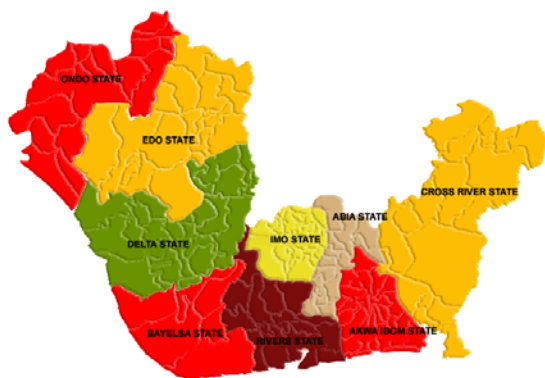 ONDO STATE
EDO STATE
CROSS RIVER STATE
ABIA STATE
DELTA STATE
IMO STATE
BAYELSA STATE
RIVERS STATE
AKWA IBOM STATE